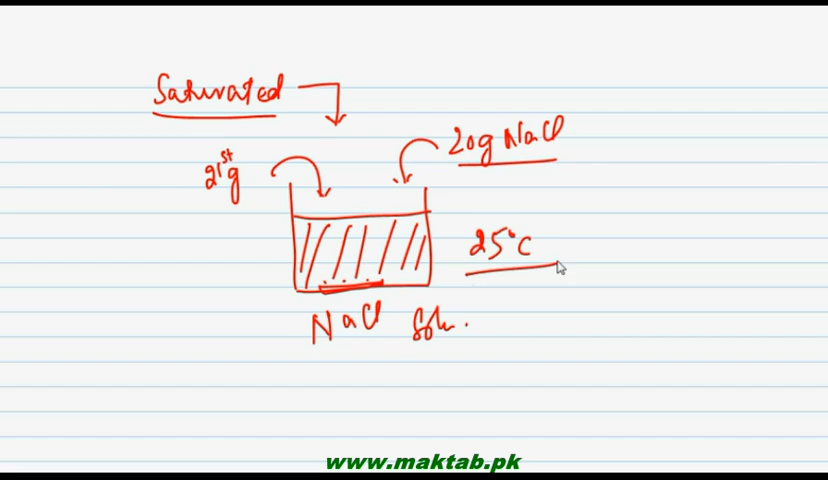 Saturated
20g NaCl
21st g
25°C
NaCl Soln.
www.maktab.pk